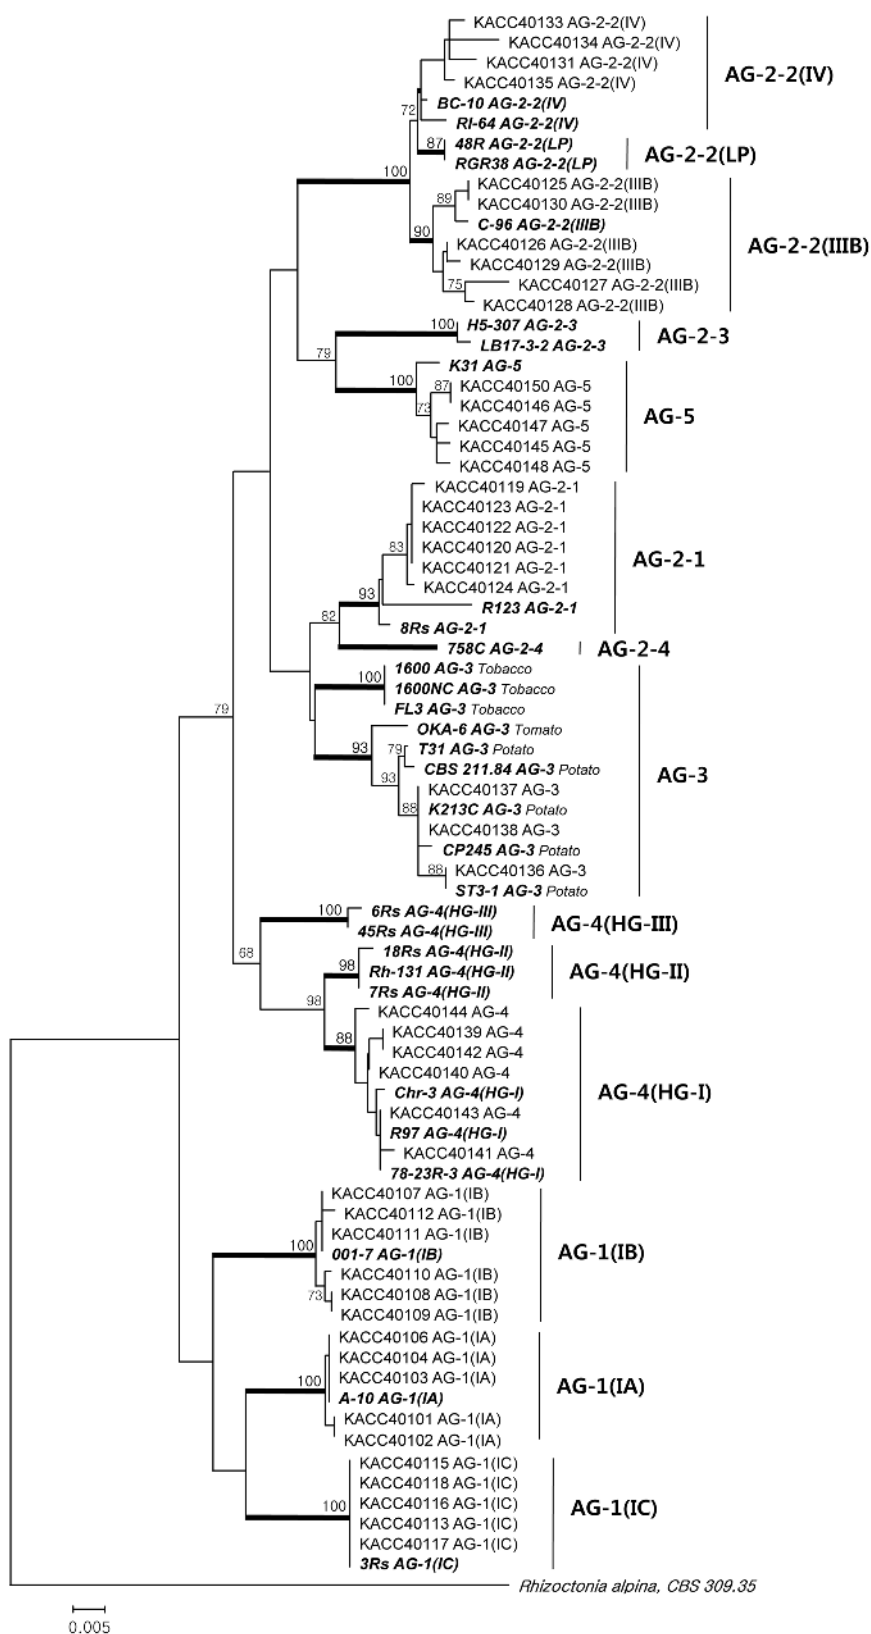 KACC40133 AG-2-2(IV)
KACC40134 AG-2-2(IV)
KACC40131 AG-2-2(IV)
AG-2-2(IV)
KACC40135 AG-2-2(IV)
BC-10 AG-2-2(IV)
72
RI-64 AG-2-2(IV)
87
48R AG-2-2(LP)
AG-2-2(LP)
RGR38 AG-2-2(LP)
100
KACC40125 AG-2-2(IIIB)
89
KACC40130 AG-2-2(IIIB)
C-96 AG-2-2(IIIB)
90
KACC40126 AG-2-2(IIIB)
AG-2-2(IIIB)
KACC40129 AG-2-2(IIIB)
75
KACC40127 AG-2-2(IIIB)
KACC40128 AG-2-2(IIIB)
100
H5-307 AG-2-3
AG-2-3
LB17-3-2 AG-2-3
79
K31 AG-5
100
87
KACC40150 AG-5
73
KACC40146 AG-5
AG-5
KACC40147 AG-5
KACC40145 AG-5
KACC40148 AG-5
KACC40119 AG-2-1
KACC40123 AG-2-1
KACC40122 AG-2-1
83
KACC40120 AG-2-1
AG-2-1
KACC40121 AG-2-1
KACC40124 AG-2-1
93
R123 AG-2-1
82
8Rs AG-2-1
758C AG-2-4
AG-2-4
1600 AG-3 Tobacco
100
1600NC AG-3 Tobacco
FL3 AG-3 Tobacco
79
OKA-6 AG-3 Tomato
93
79
T31 AG-3 Potato
CBS 211.84 AG-3 Potato
AG-3
93
KACC40137 AG-3
88
K213C AG-3 Potato
KACC40138 AG-3
CP245 AG-3 Potato
88
KACC40136 AG-3
ST3-1 AG-3 Potato
100
6Rs AG-4(HG-III)
AG-4(HG-III)
45Rs AG-4(HG-III)
68
18Rs AG-4(HG-II)
98
Rh-131 AG-4(HG-II)
AG-4(HG-II)
7Rs AG-4(HG-II)
98
KACC40144 AG-4
88
KACC40139 AG-4
KACC40142 AG-4
KACC40140 AG-4
Chr-3 AG-4(HG-I)
AG-4(HG-I)
KACC40143 AG-4
R97 AG-4(HG-I)
KACC40141 AG-4
78-23R-3 AG-4(HG-I)
KACC40107 AG-1(IB)
KACC40112 AG-1(IB)
KACC40111 AG-1(IB)
100
001-7 AG-1(IB)
AG-1(IB)
KACC40110 AG-1(IB)
73
KACC40108 AG-1(IB)
KACC40109 AG-1(IB)
KACC40106 AG-1(IA)
KACC40104 AG-1(IA)
100
KACC40103 AG-1(IA)
AG-1(IA)
A-10 AG-1(IA)
KACC40101 AG-1(IA)
KACC40102 AG-1(IA)
KACC40115 AG-1(IC)
KACC40118 AG-1(IC)
100
KACC40116 AG-1(IC)
AG-1(IC)
KACC40113 AG-1(IC)
KACC40117 AG-1(IC)
3Rs AG-1(IC)
Rhizoctonia alpina, CBS 309.35
0.005